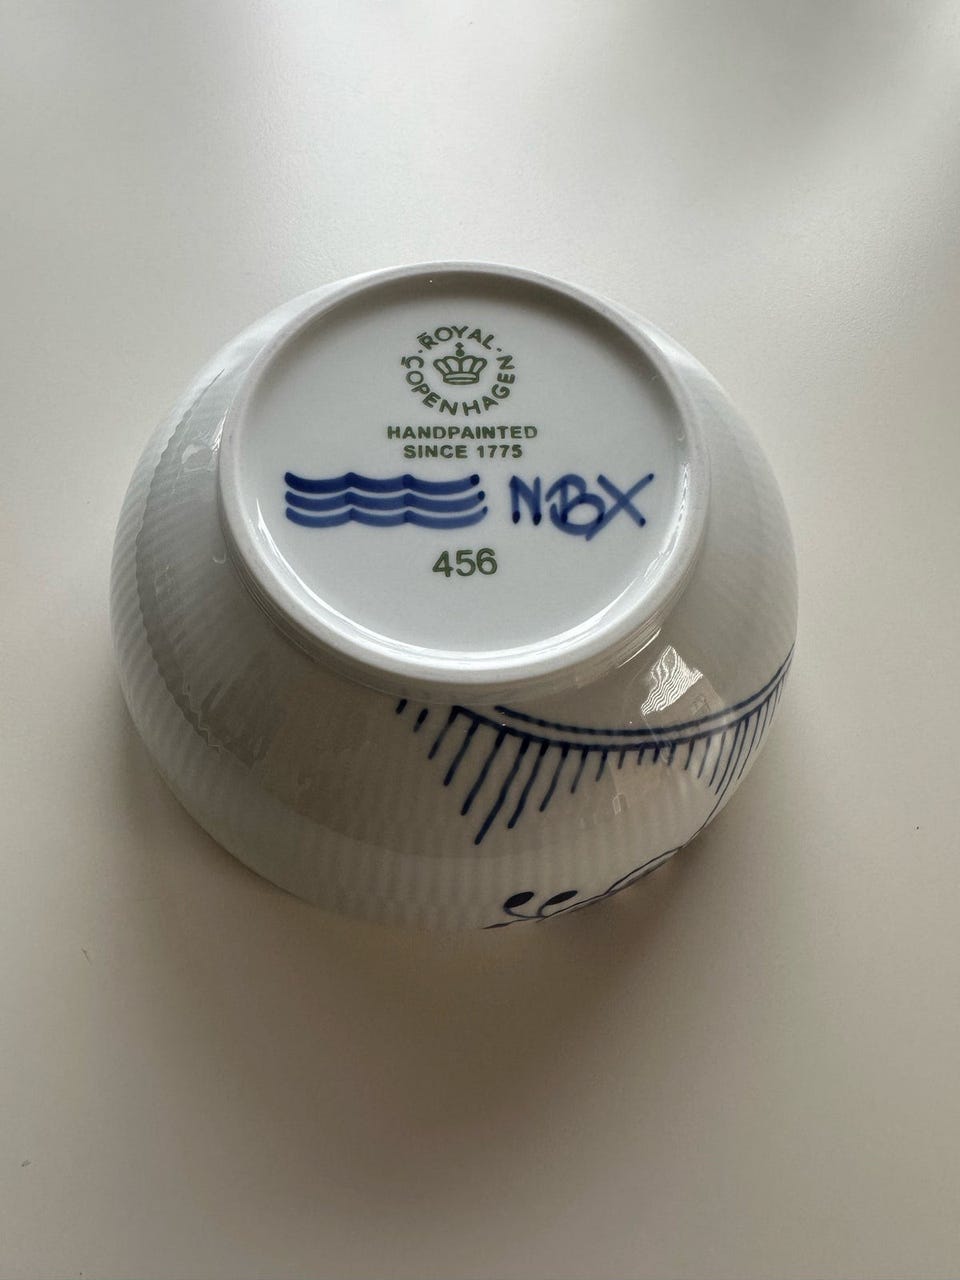 ROYAL COPENHAGEN
HANDPAINTED
SINCE 1775
NBX
456